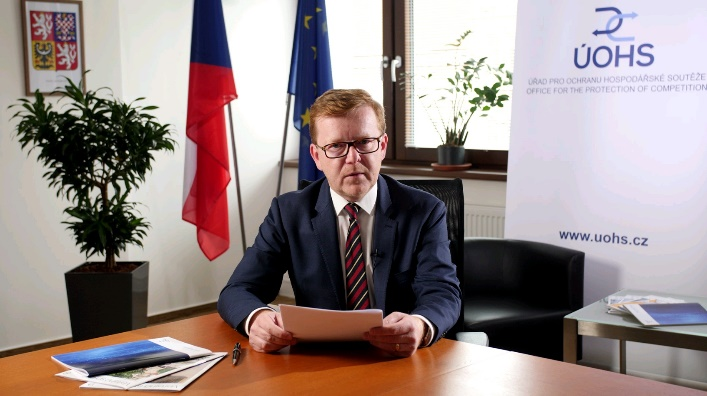 ÚOHS
ÚŘAD PRO OCHRANU HOSPODÁŘSKÉ SOUTĚŽE
OFFICE FOR THE PROTECTION OF COMPETITION
www.uohs.cz